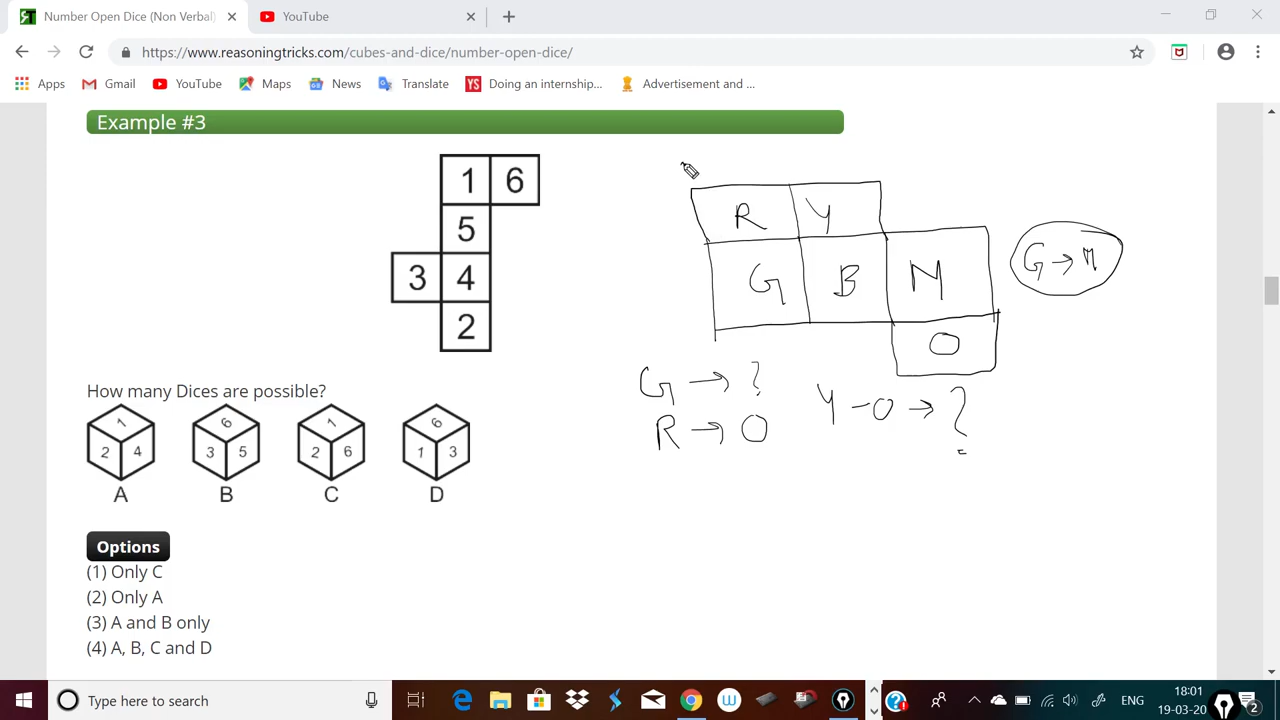 Number Open Dice (Non Verbal)
YouTube
https://www.reasoningtricks.com/cubes-and-dice/number-open-dice/
Apps
Gmail
YouTube
Maps
News
Translate
YS
Doing an internship...
Advertisement and ...
Example #3
1 6
5
3 4
2
R Y
G B M
O
G → M
G → ?
R → O
Y - O → ?
How many Dices are possible?
1 2 4
6 3 5
1 2 6
6 1 3
A B C D
Options
(1) Only C
(2) Only A
(3) A and B only
(4) A, B, C and D
Type here to search
ENG
18:01
19-03-20
2